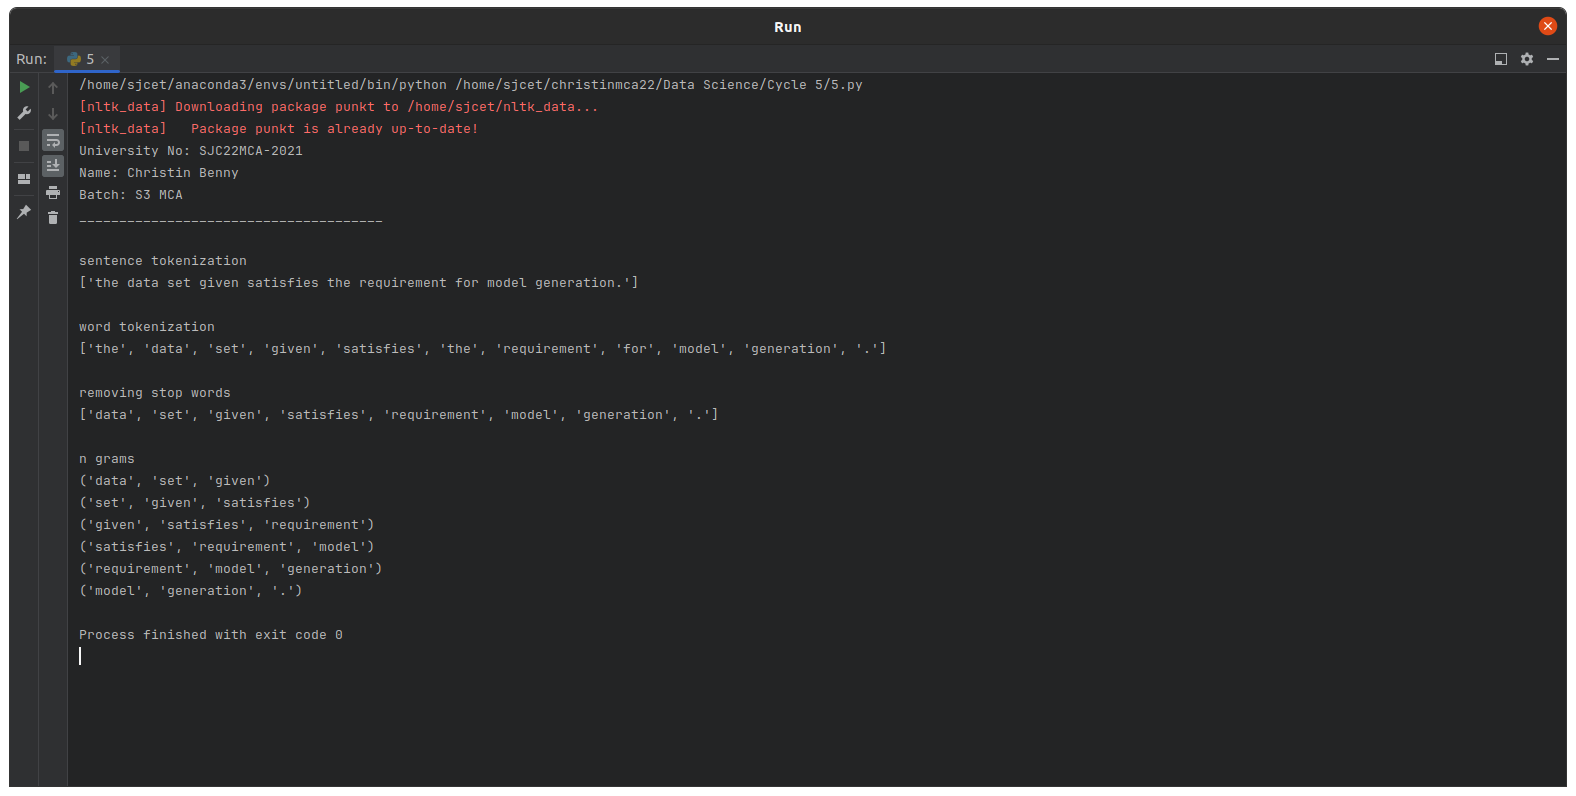 Run
Run: 5
/home/sjcet/anaconda3/envs/untitled/bin/python /home/sjcet/christinmca22/Data Science/Cycle 5/5.py
[nltk_data] Downloading package punkt to /home/sjcet/nltk_data...
[nltk_data]   Package punkt is already up-to-date!
University No: SJC22MCA-2021
Name: Christin Benny
Batch: S3 MCA
______________________________________
sentence tokenization
['the data set given satisfies the requirement for model generation.']
word tokenization
['the', 'data', 'set', 'given', 'satisfies', 'the', 'requirement', 'for', 'model', 'generation', '.']
removing stop words
['data', 'set', 'given', 'satisfies', 'requirement', 'model', 'generation', '.']
n grams
('data', 'set', 'given')
('set', 'given', 'satisfies')
('given', 'satisfies', 'requirement')
('satisfies', 'requirement', 'model')
('requirement', 'model', 'generation')
('model', 'generation', '.')
Process finished with exit code 0